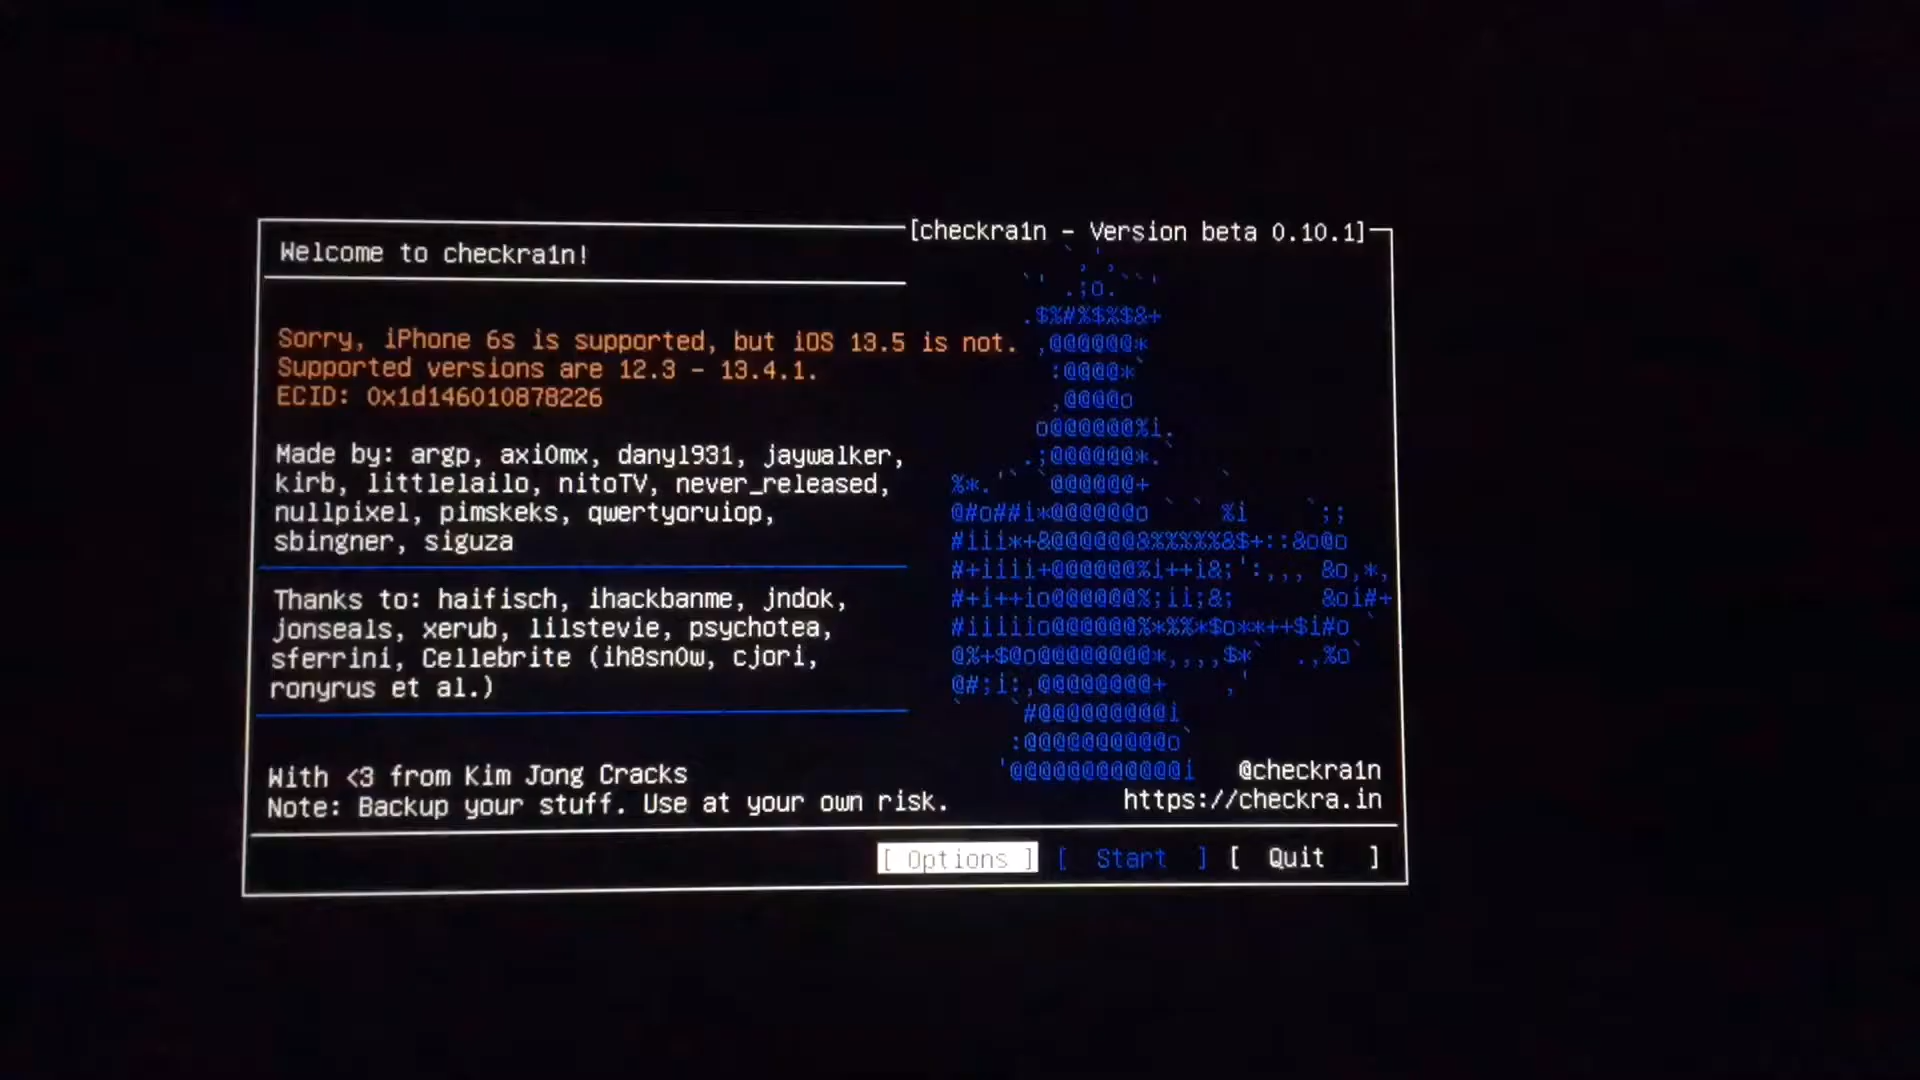 [checkra1n - Version beta 0.10.1]
Welcome to checkra1n!
Sorry, iPhone 6s is supported, but iOS 13.5 is not.
Supported versions are 12.3 - 13.4.1.
ECID: 0x1d146010878226
Made by: argp, axi0mx, danyl931, jaywalker,
kirb, littlelailo, nitoTV, never_released,
nullpixel, pimskeks, qwertyoruiop,
sbingner, siguza
Thanks to: haifisch, ihackbanme, jndok,
jonseals, xerub, lilstevie, psychotea,
sferrini, Cellebrite (ih8sn0w, cjori,
ronyrus et al.)
With <3 from Kim Jong Cracks
Note: Backup your stuff. Use at your own risk.
@checkra1n
https://checkra.in
[ Options ] [ Start ] [ Quit ]